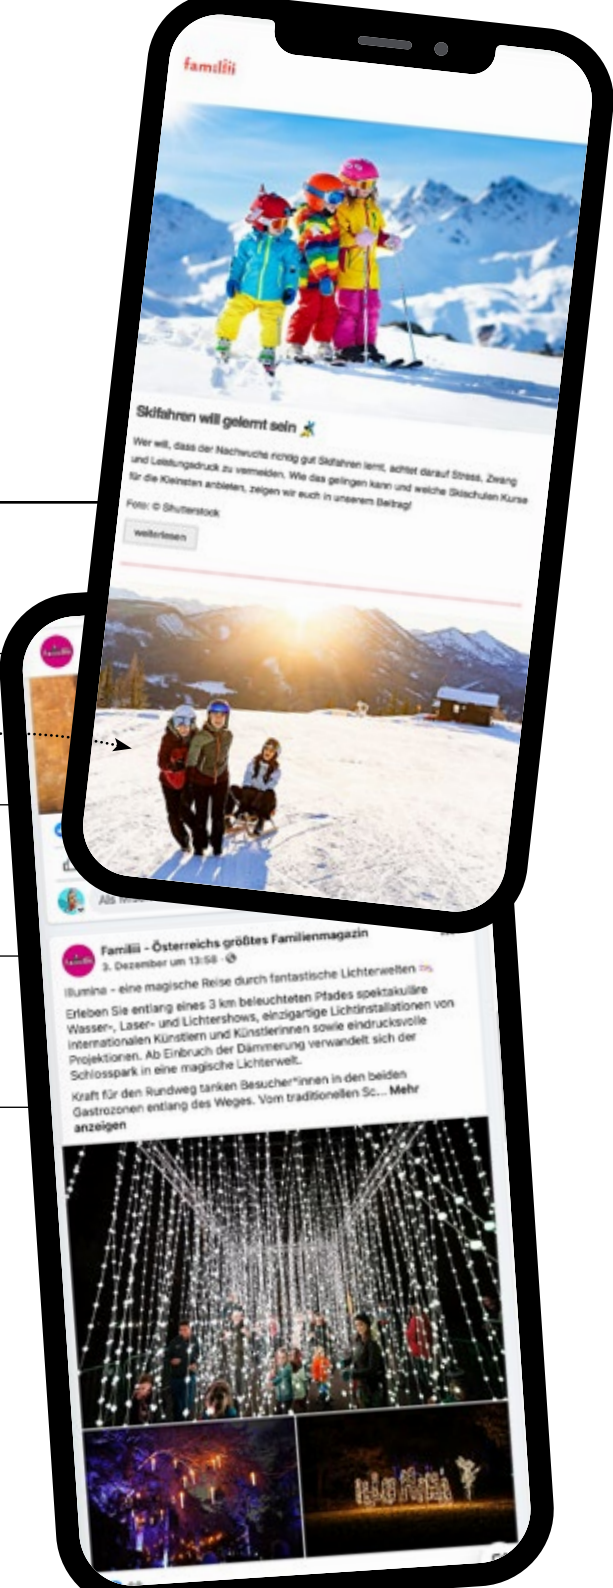 familiii
Skifahren will gelernt sein
Wer will, dass der Nachwuchs richtig gut Skifahren lernt, achtet darauf Stress, Zwang
und Leistungsdruck zu vermeiden. Wie das gelingen kann und welche Skischulen Kurse
für die Kleinsten anbieten, zeigen wir euch in unserem Beitrag!
Foto: © Shutterstock
weiterlesen
Als
Familiii - Österreichs größtes Familienmagazin
3. Dezember um 13:58
Illumina - eine magische Reise durch fantastische Lichterwelten
Erleben Sie entlang eines 3 km beleuchteten Pfades spektakuläre
Wasser-, Laser- und Lichtershows, einzigartige Lichtinstallationen von
internationalen Künstlern und Künstlerinnen sowie eindrucksvolle
Projektionen. Ab Einbruch der Dämmerung verwandelt sich der
Schlosspark in eine magische Lichterwelt.
Kraft für den Rundweg tanken Besucher*innen in den beiden
Gastrozonen entlang des Weges. Vom traditionellen Sc... Mehr
anzeigen